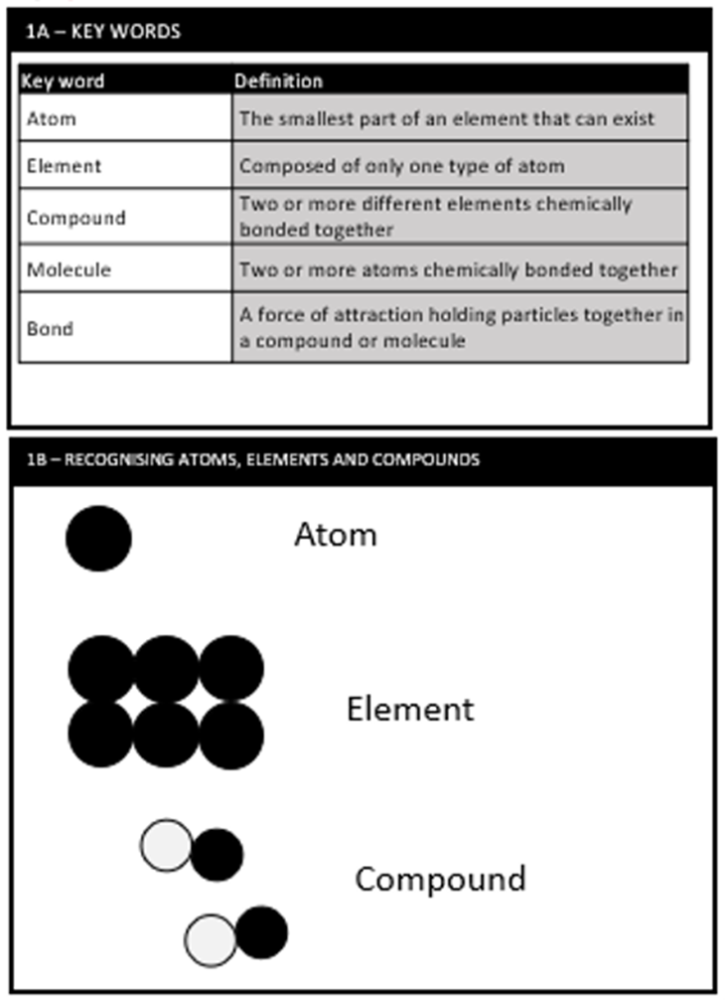 1A – KEY WORDS
Key word Definition
Atom The smallest part of an element that can exist
Element Composed of only one type of atom
Compound Two or more different elements chemically
bonded together
Molecule Two or more atoms chemically bonded together
Bond A force of attraction holding particles together in
a compound or molecule
1B – RECOGNISING ATOMS, ELEMENTS AND COMPOUNDS
Atom
Element
Compound